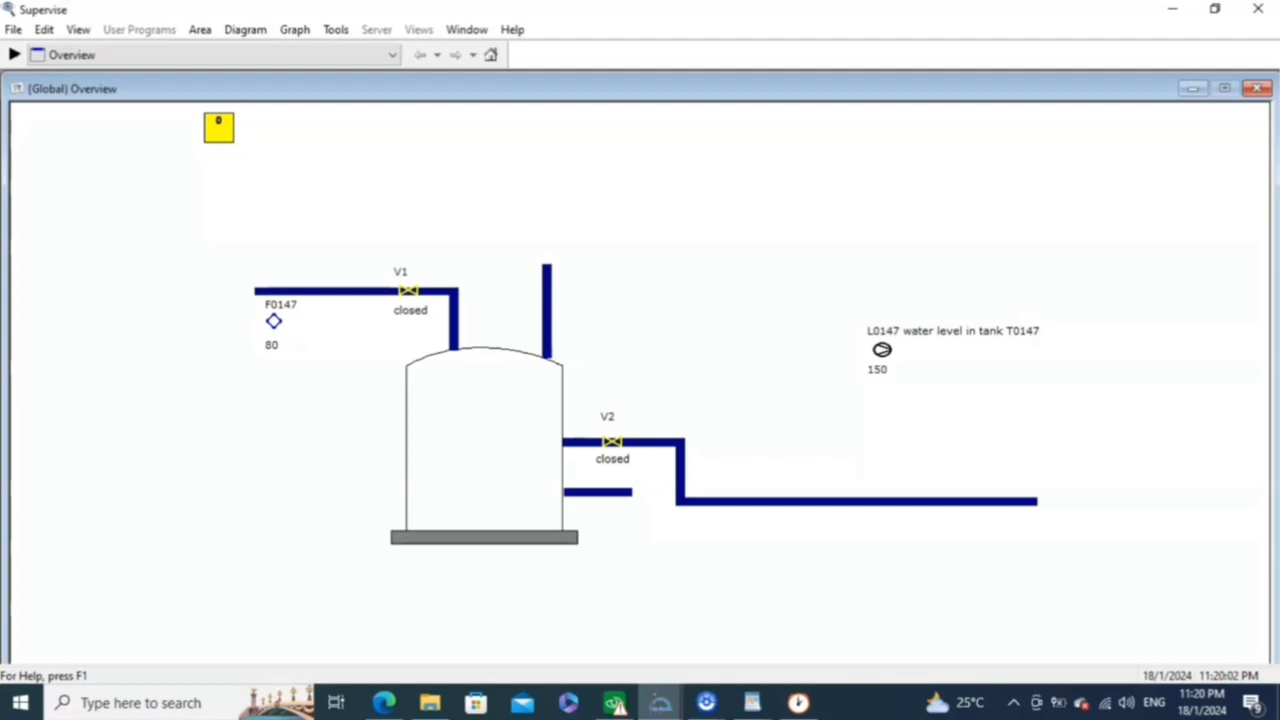 Supervise
File Edit View User Programs Area Diagram Graph Tools Server Views Window Help
Overview
(Global) Overview
0
V1
F0147
closed
80
L0147 water level in tank T0147
150
V2
closed
For Help, press F1
18/1/2024 11:20:02 PM
Type here to search
25°C
ENG
11:20 PM
18/1/2024
9